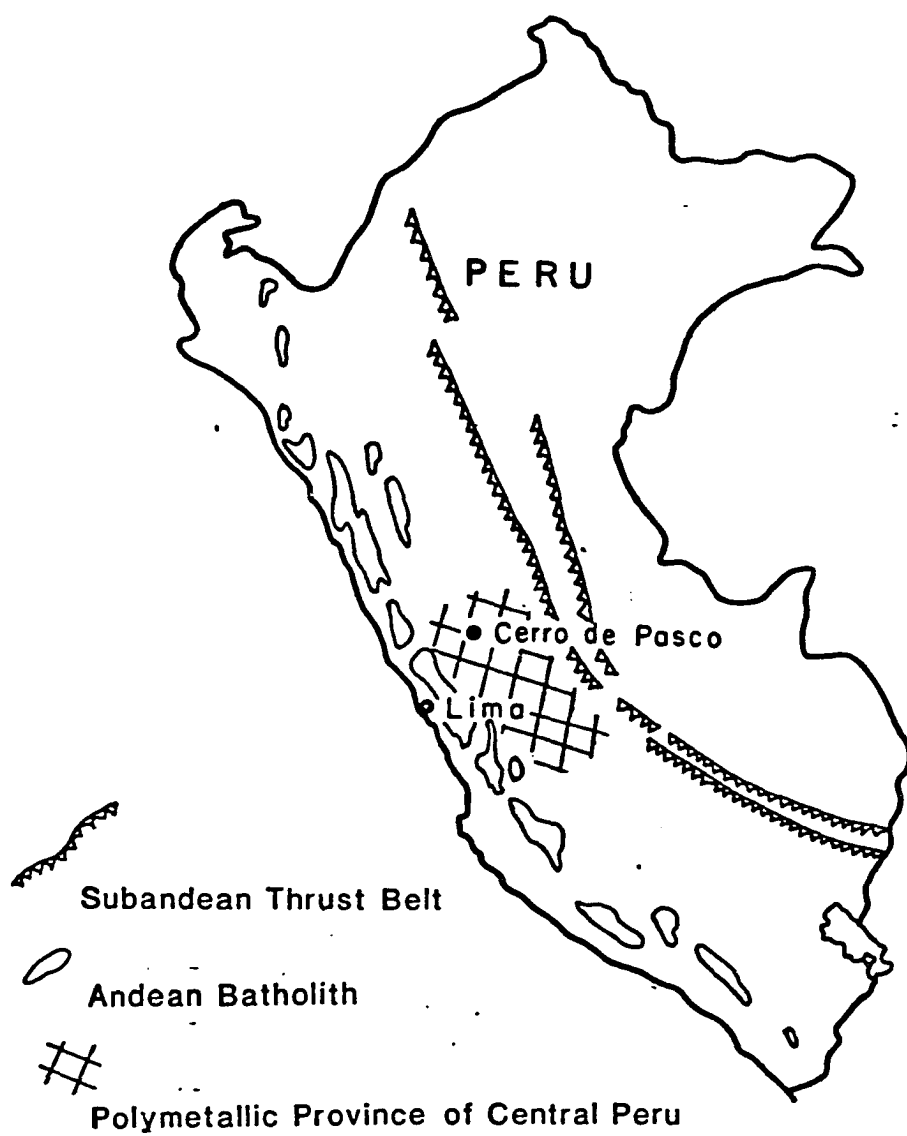 PERU
Cerro de Pasco
Lima
Subandean Thrust Belt
Andean Batholith
Polymetallic Province of Central Peru